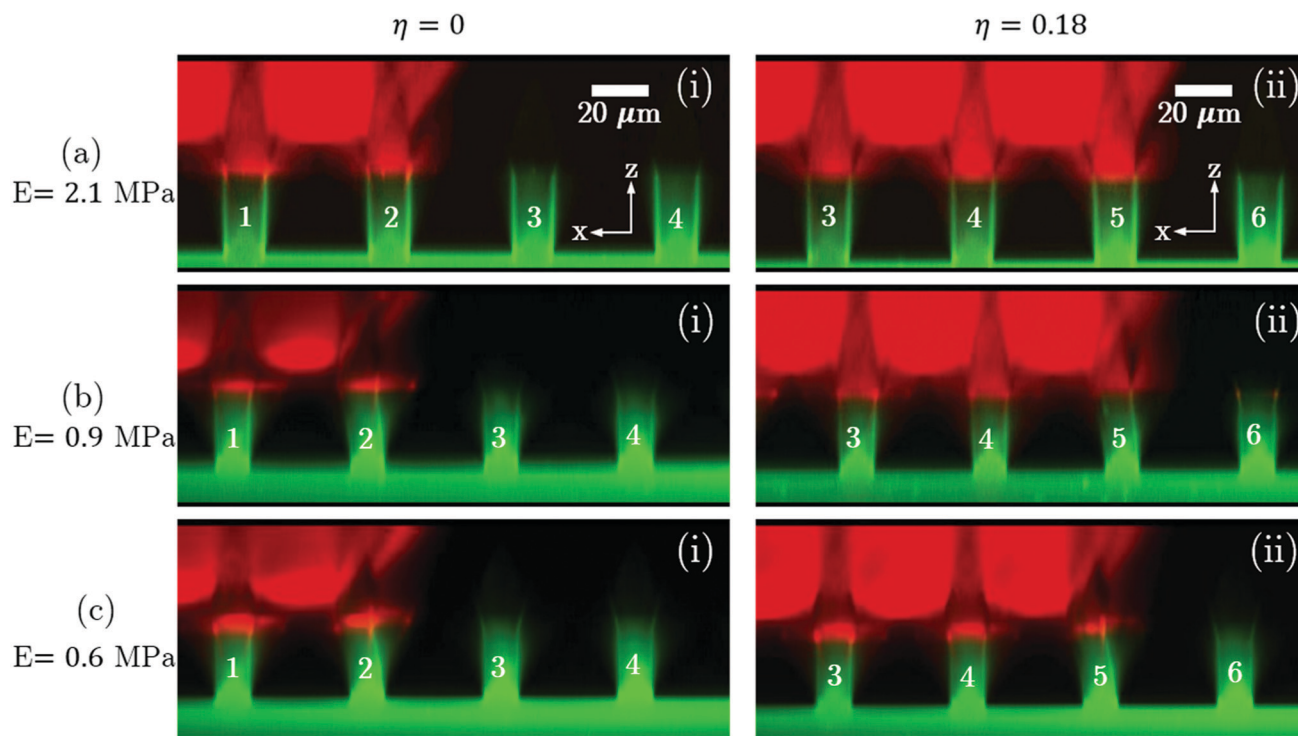 η = 0
η = 0.18
(a)
E= 2.1 MPa
(i)
20 μm
z
x
1 2 3 4
(ii)
20 μm
z
x
3 4 5 6
(b)
E= 0.9 MPa
(i)
1 2 3 4
(ii)
3 4 5 6
(c)
E= 0.6 MPa
(i)
1 2 3 4
(ii)
3 4 5 6